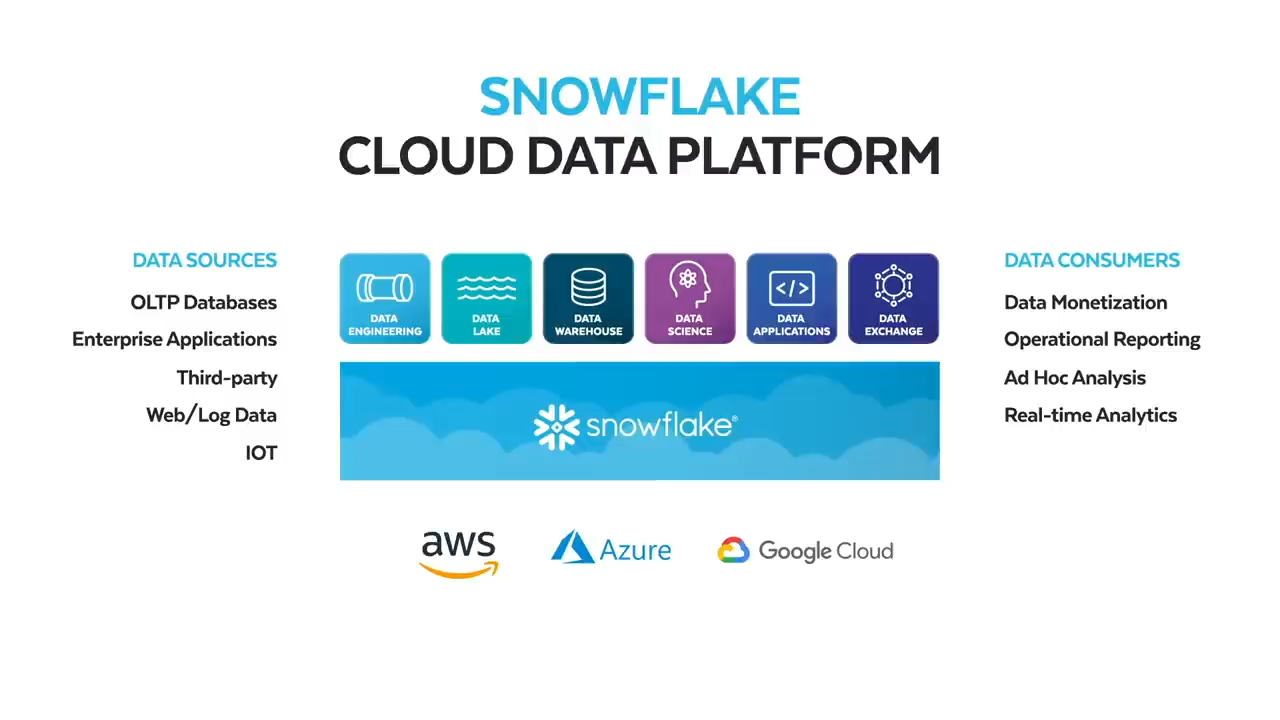 SNOWFLAKE
CLOUD DATA PLATFORM
DATA SOURCES
OLTP Databases
Enterprise Applications
Third-party
Web/Log Data
IOT
DATA
ENGINEERING
DATA
LAKE
DATA
WAREHOUSE
DATA
SCIENCE
DATA
APPLICATIONS
DATA
EXCHANGE
snowflake®
DATA CONSUMERS
Data Monetization
Operational Reporting
Ad Hoc Analysis
Real-time Analytics
aws
Azure
Google Cloud